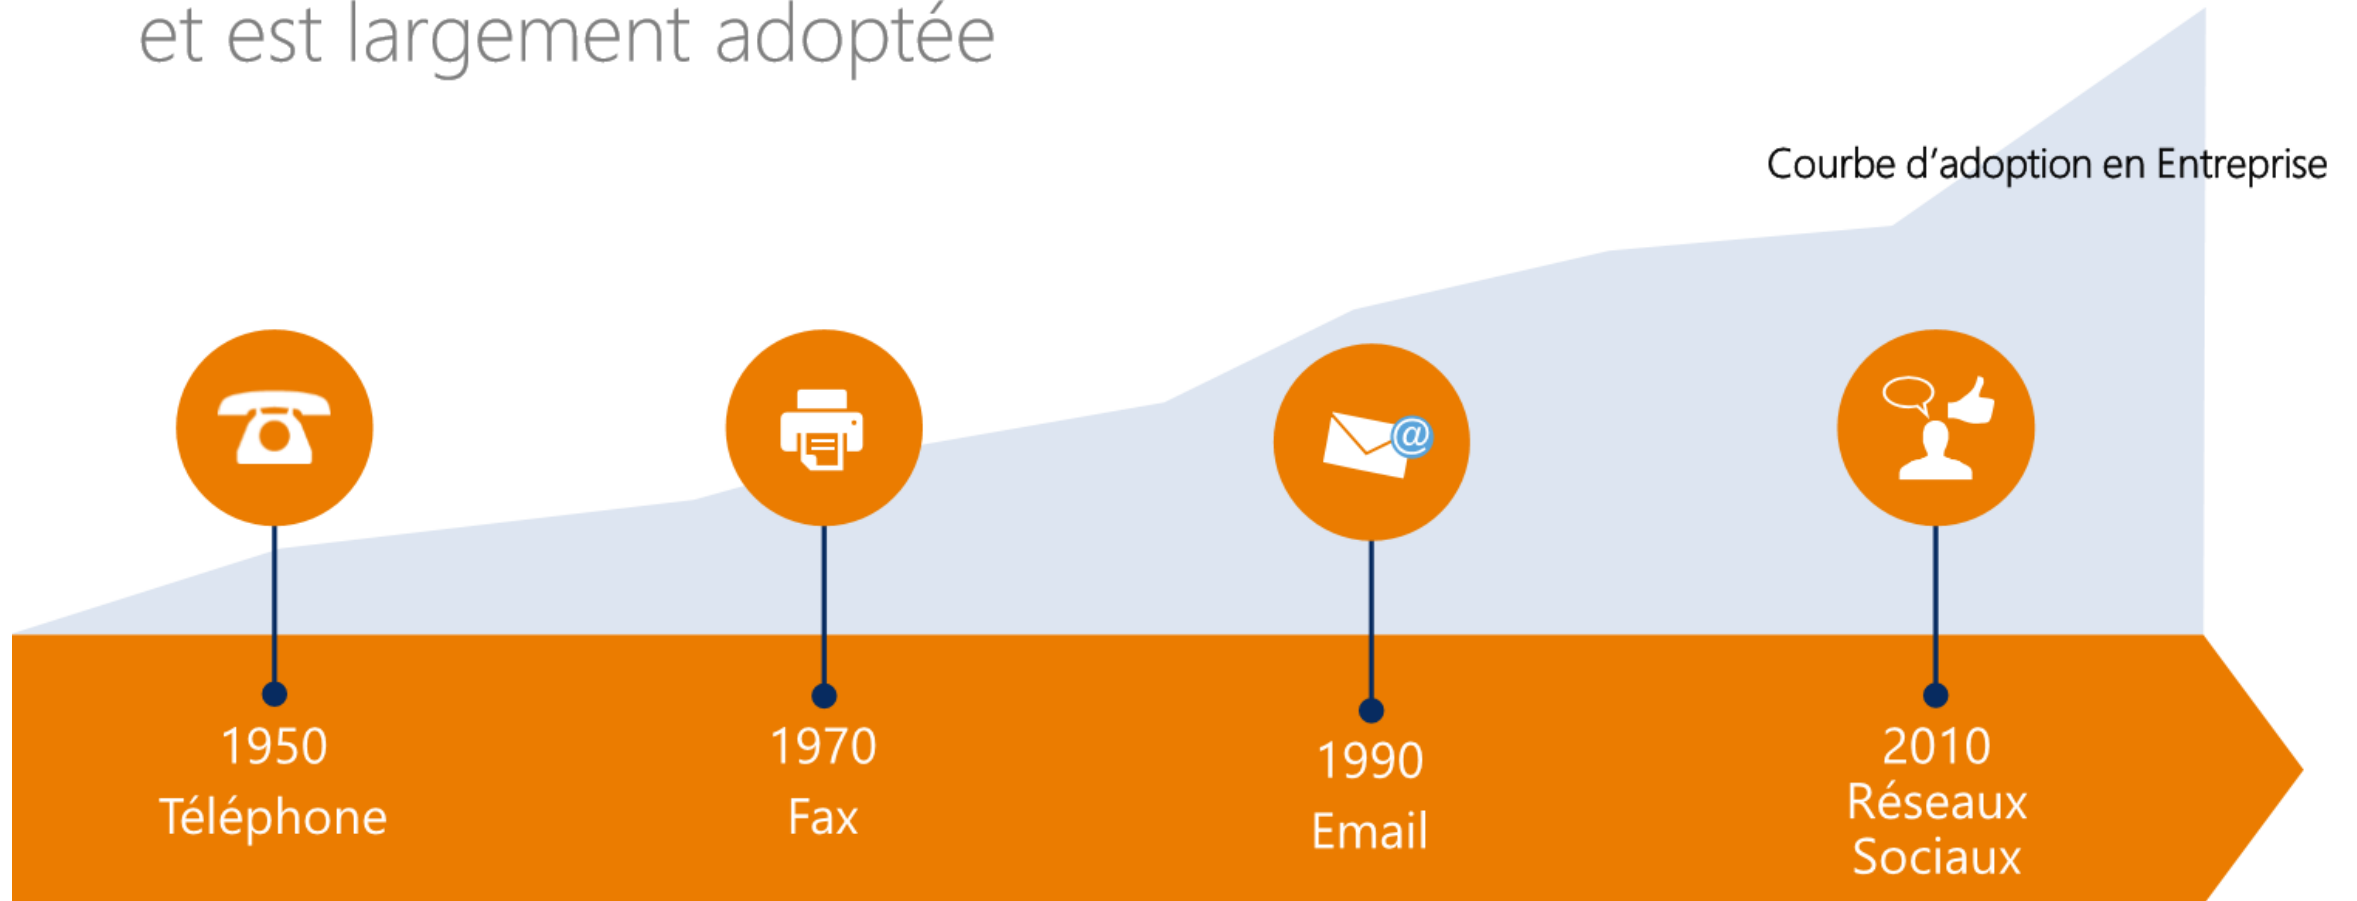 et est largement adoptée
Courbe d’adoption en Entreprise
@
1950
Téléphone
1970
Fax
1990
Email
2010
Réseaux
Sociaux